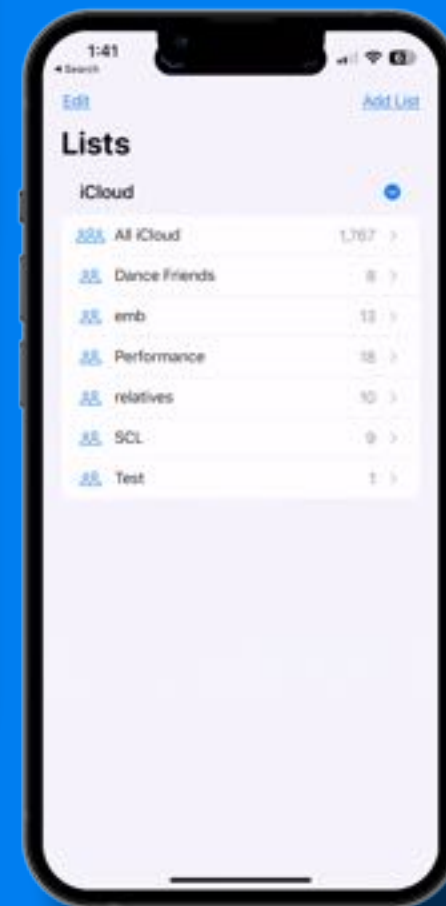 1:41
◀ Search
Edit Add List
Lists
iCloud
All iCloud 1,767
Dance Friends 8
emb 13
Performance 18
relatives 10
SCL 9
Test 1